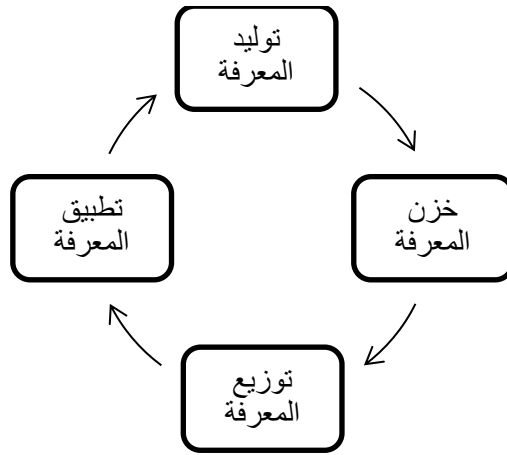 توليد
المعرفة
خزن
المعرفة
توزيع
المعرفة
تطبيق
المعرفة